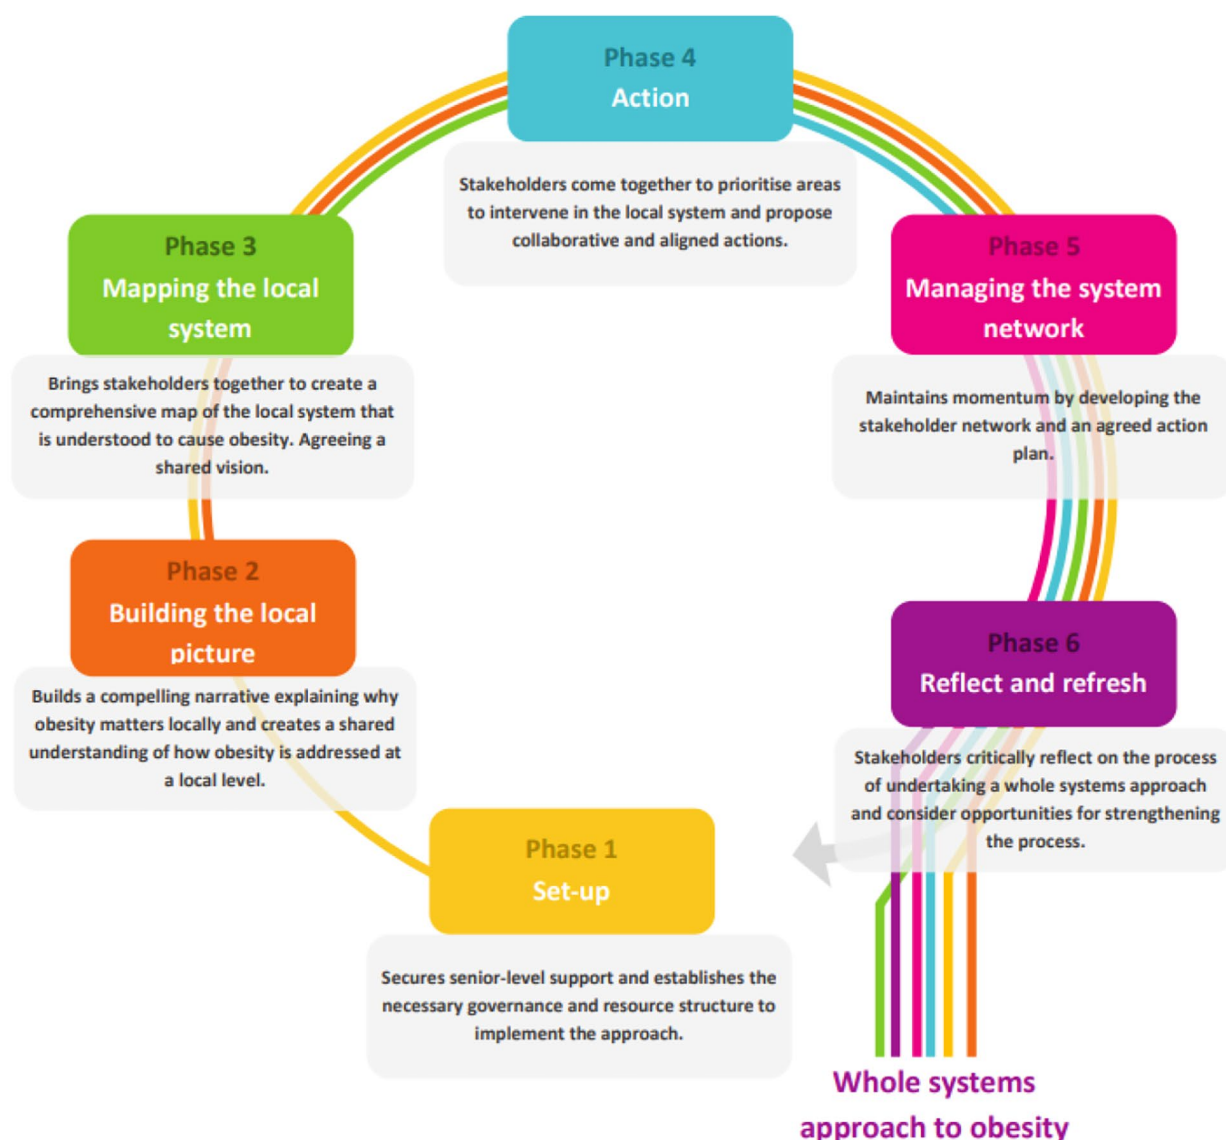 Phase 4
Action
Stakeholders come together to prioritise areas
to intervene in the local system and propose
collaborative and aligned actions.
Phase 3
Mapping the local
system
Brings stakeholders together to create a
comprehensive map of the local system that
is understood to cause obesity. Agreeing a
shared vision.
Phase 5
Managing the system
network
Maintains momentum by developing the
stakeholder network and an agreed action
plan.
Phase 2
Building the local
picture
Builds a compelling narrative explaining why
obesity matters locally and creates a shared
understanding of how obesity is addressed at
a local level.
Phase 6
Reflect and refresh
Stakeholders critically reflect on the process
of undertaking a whole systems approach
and consider opportunities for strengthening
the process.
Phase 1
Set-up
Secures senior-level support and establishes the
necessary governance and resource structure to
implement the approach.
Whole systems
approach to obesity